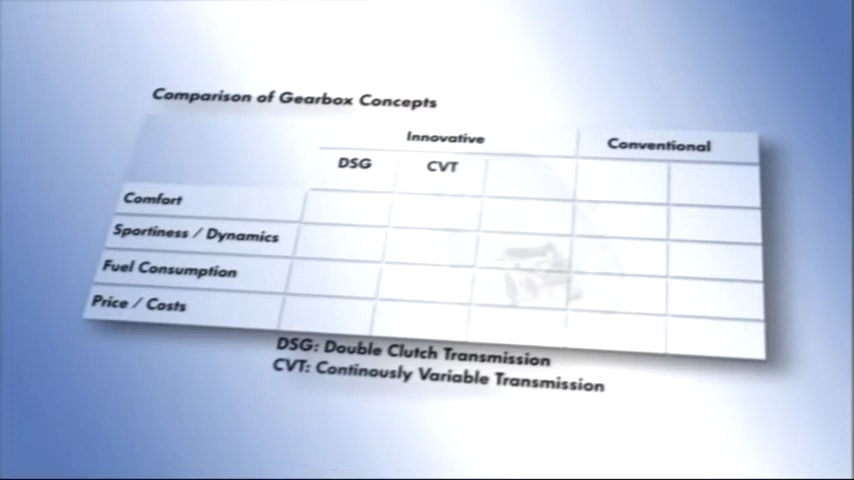 Comparison of Gearbox Concepts
Innovative Conventional
DSG CVT
Comfort
Sportiness / Dynamics
Fuel Consumption
Price / Costs
DSG: Double Clutch Transmission
CVT: Continously Variable Transmission